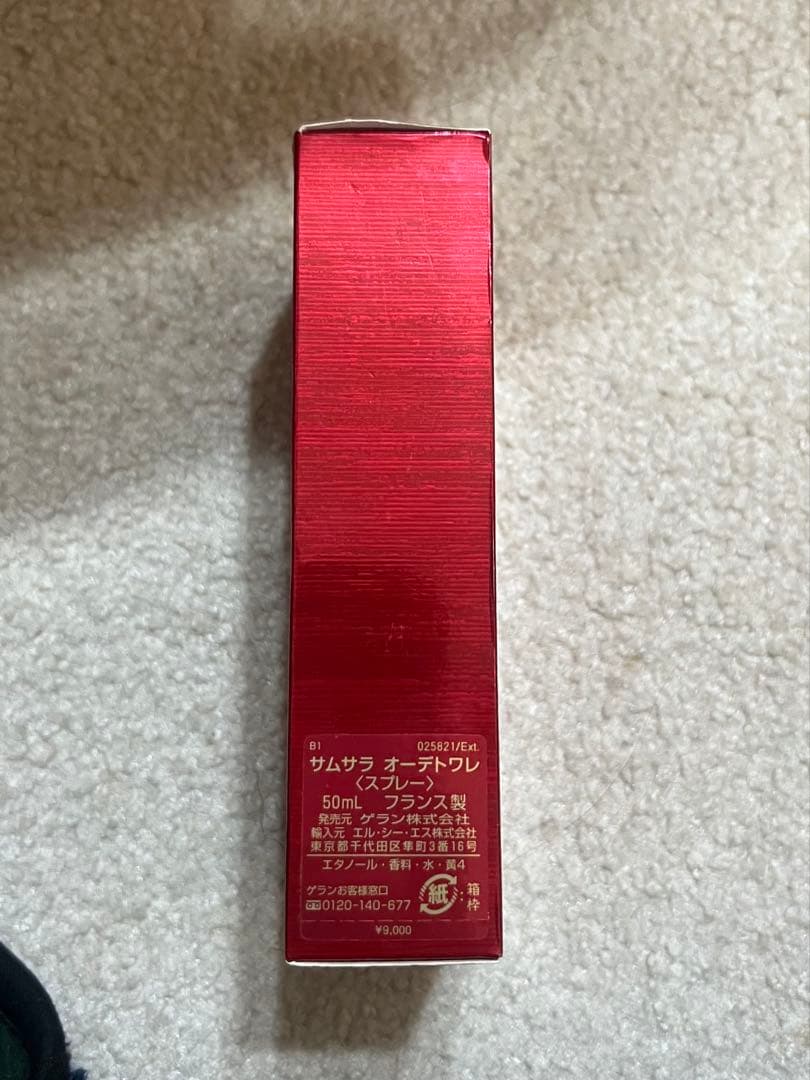 B1 025821/Ext.
サムサラ オーデトワレ
〈スプレー〉
50mL フランス製
発売元 ゲラン株式会社
輸入元 エル・シー・エス株式会社
東京都千代田区隼町3番16号
エタノール・香料・水・黄4
ゲランお客様窓口
0120-140-677
紙 : 箱 枠
¥9,000